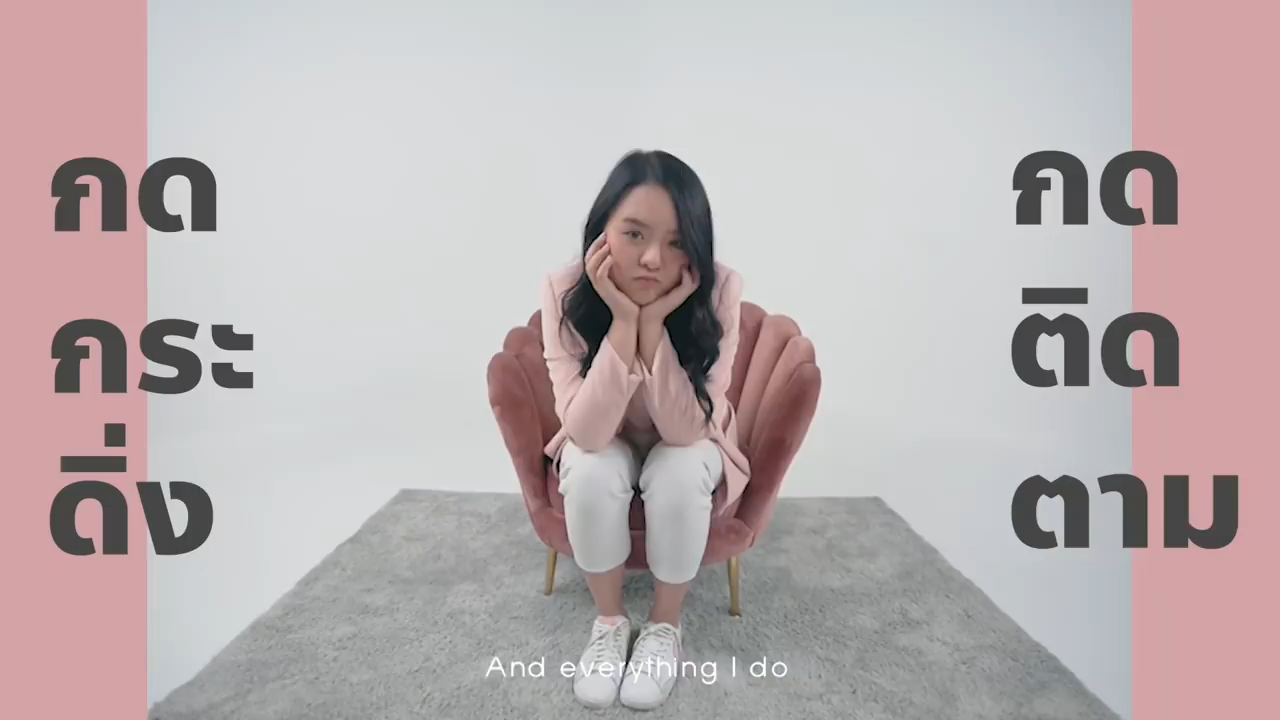 กด
กระ
ดิ่ง
กด
ติด
ตาม
And everything I do